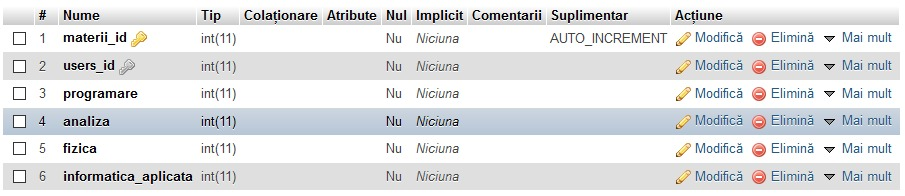 # Nume Tip Colaționare Atribute Nul Implicit Comentarii Suplimentar Acțiune
1 materii_id int(11) Nu Niciuna AUTO_INCREMENT Modifică Elimină Mai mult
2 users_id int(11) Nu Niciuna Modifică Elimină Mai mult
3 programare int(11) Nu Niciuna Modifică Elimină Mai mult
4 analiza int(11) Nu Niciuna Modifică Elimină Mai mult
5 fizica int(11) Nu Niciuna Modifică Elimină Mai mult
6 informatica_aplicata int(11) Nu Niciuna Modifică Elimină Mai mult